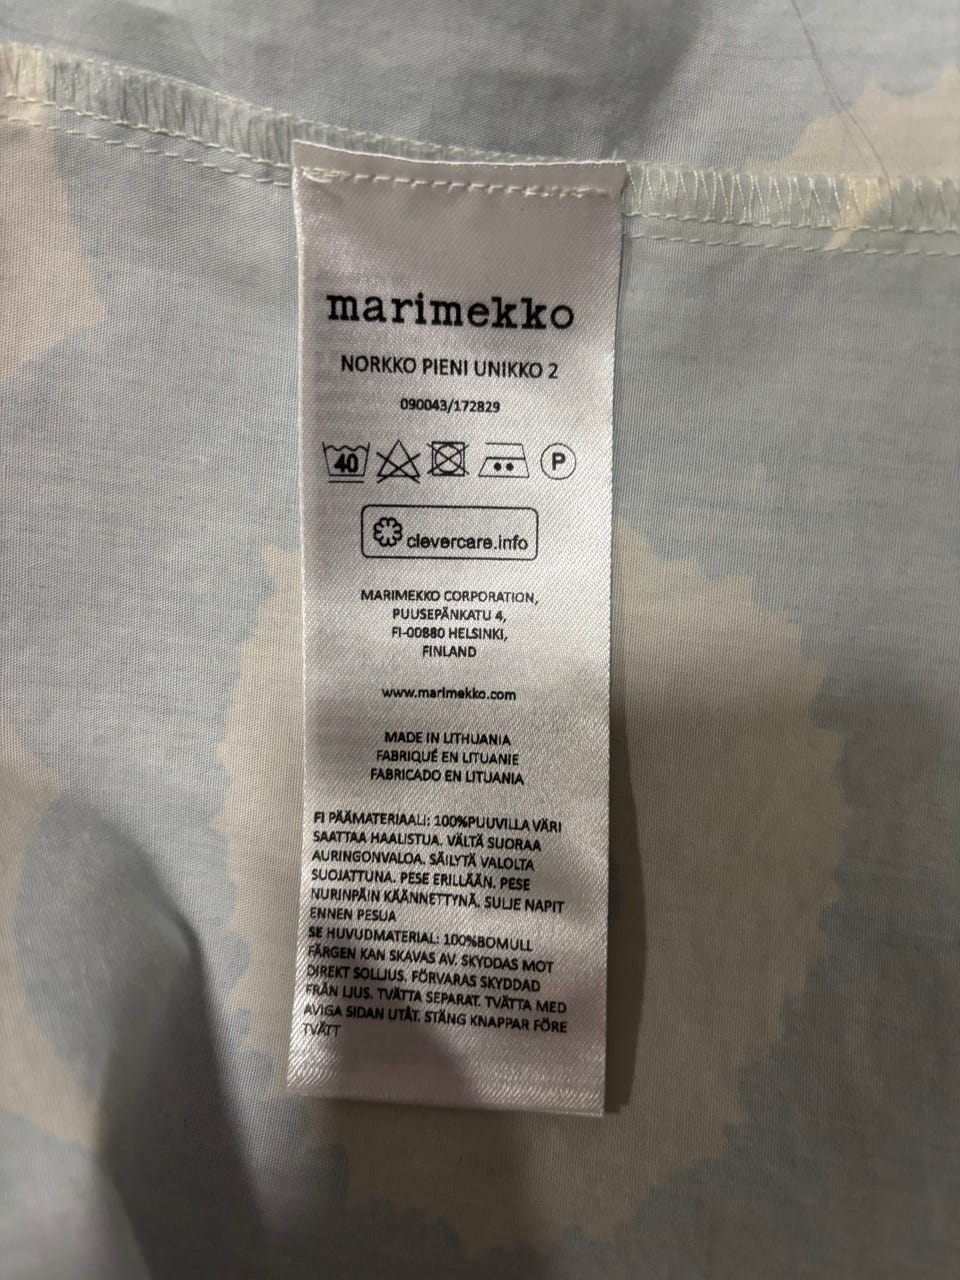 marimekko
NORKKO PIENI UNIKKO 2
090043/172829
40 P
clevercare.info
MARIMEKKO CORPORATION,
PUUSEPÄNKATU 4,
FI-00880 HELSINKI,
FINLAND
www.marimekko.com
MADE IN LITHUANIA
FABRIQUÉ EN LITUANIE
FABRICADO EN LITUANIA
FI PÄÄMATERIAALI: 100%PUUVILLA VÄRI
SAATTAA HAALISTUA. VÄLTÄ SUORAA
AURINGONVALOA. SÄILYTÄ VALOLTA
SUOJATTUNA. PESE ERILLÄÄN. PESE
NURINPÄIN KÄÄNNETTYNÄ. SULJE NAPIT
ENNEN PESUA
SE HUVUDMATERIAL: 100%BOMULL
FÄRGEN KAN SKAVAS AV. SKYDDAS MOT
DIREKT SOLLJUS. FÖRVARAS SKYDDAD
FRÅN LJUS. TVÄTTA SEPARAT. TVÄTTA MED
AVIGA SIDAN UTÅT. STÄNG KNAPPAR FÖRE
TVÄTT